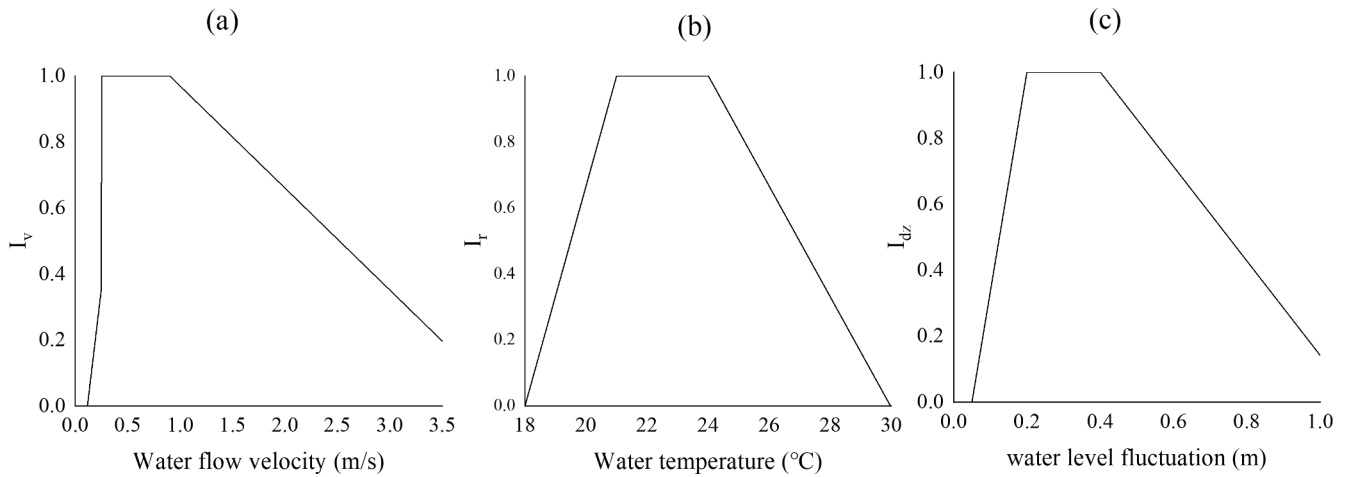 (a)
1.0
0.8
0.6
0.4
0.2
0.0
I_v
0.0 0.5 1.0 1.5 2.0 2.5 3.0 3.5
Water flow velocity (m/s)
(b)
1.0
0.8
0.6
0.4
0.2
0.0
I_r
18 20 22 24 26 28 30
Water temperature (℃)
(c)
1.0
0.8
0.6
0.4
0.2
0.0
I_dz
0.0 0.2 0.4 0.6 0.8 1.0
water level fluctuation (m)